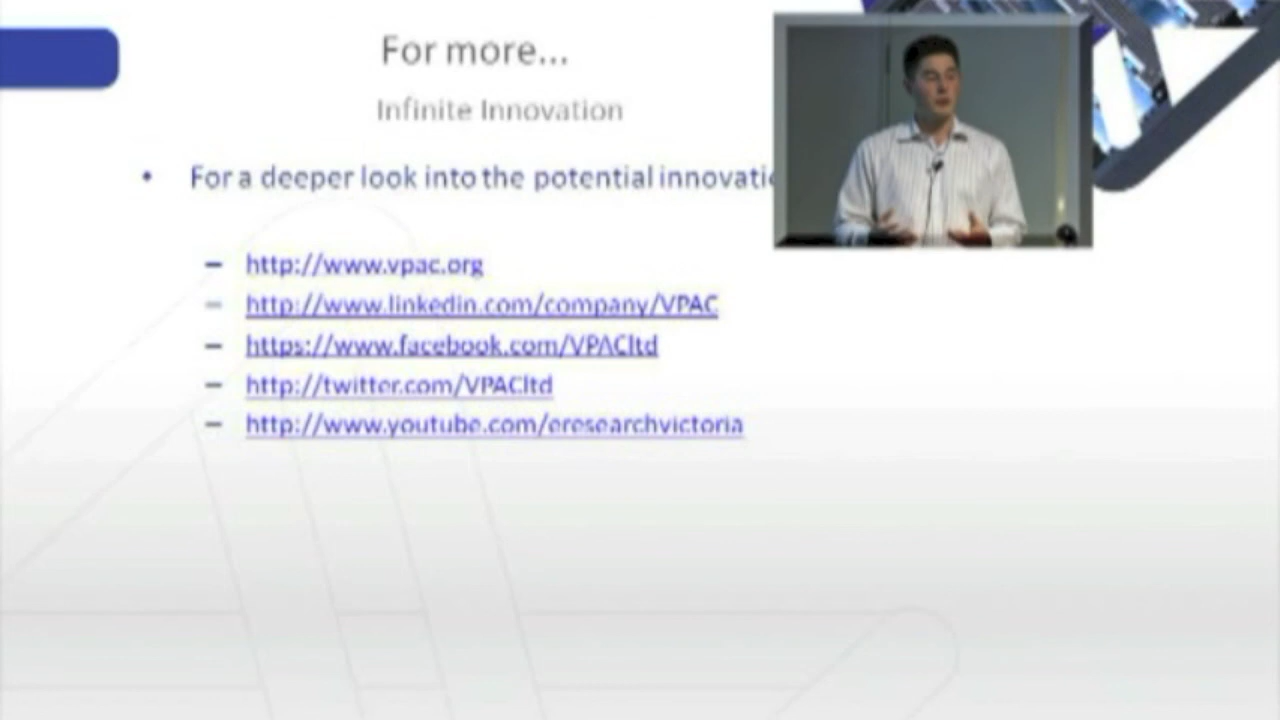 For more...
Infinite Innovation
• For a deeper look into the potential innovati
– http://www.vpac.org
– http://www.linkedin.com/company/VPAC
– https://www.facebook.com/VPACltd
– http://twitter.com/VPACltd
– http://www.youtube.com/eresearchvictoria